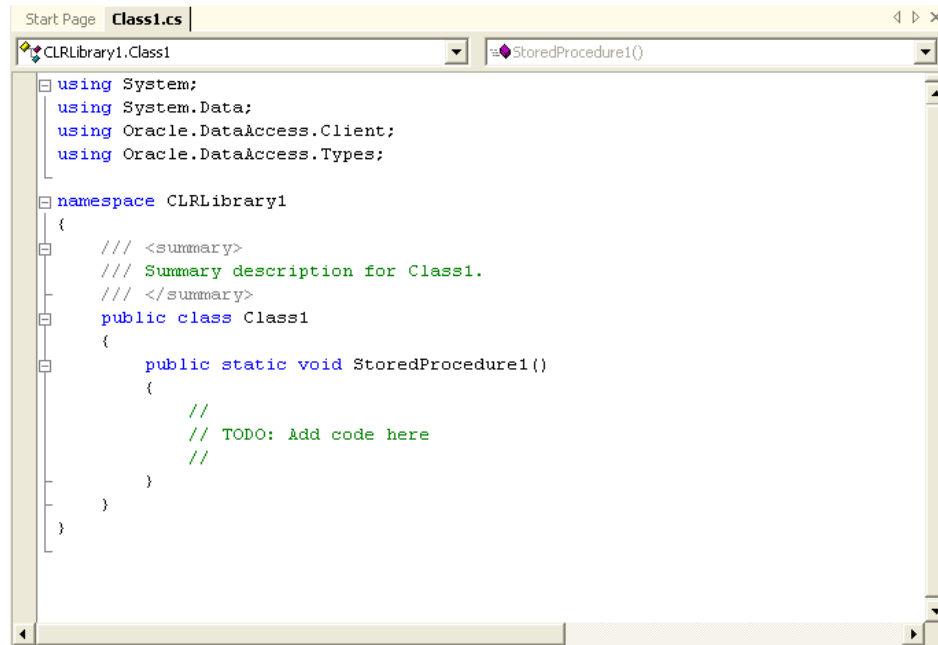 Start Page Class1.cs
CLRLibrary1.Class1 StoredProcedure1()
using System;
using System.Data;
using Oracle.DataAccess.Client;
using Oracle.DataAccess.Types;
namespace CLRLibrary1
{
/// <summary>
/// Summary description for Class1.
/// </summary>
public class Class1
{
public static void StoredProcedure1()
{
//
// TODO: Add code here
//
}
}
}